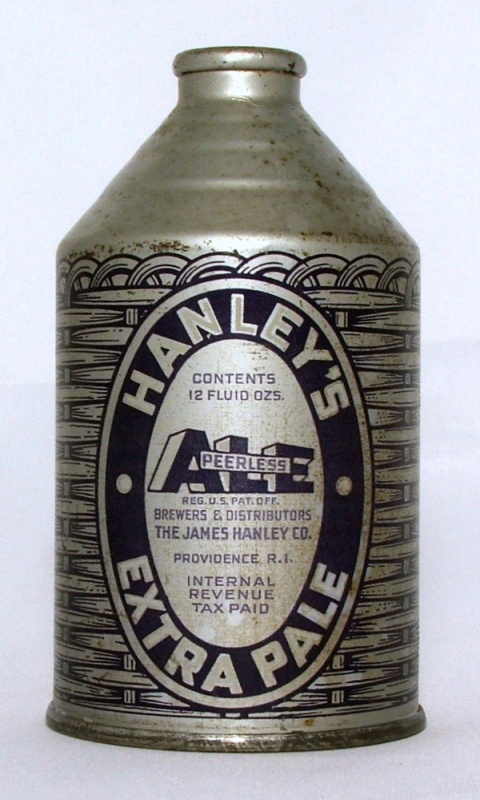 HANLEY'S
CONTENTS
12 FLUID OZS.
ALE
PEERLESS
REG. U.S. PAT. OFF.
BREWERS & DISTRIBUTORS
THE JAMES HANLEY CO.
PROVIDENCE R.I.
INTERNAL
REVENUE
TAX PAID
EXTRA PALE